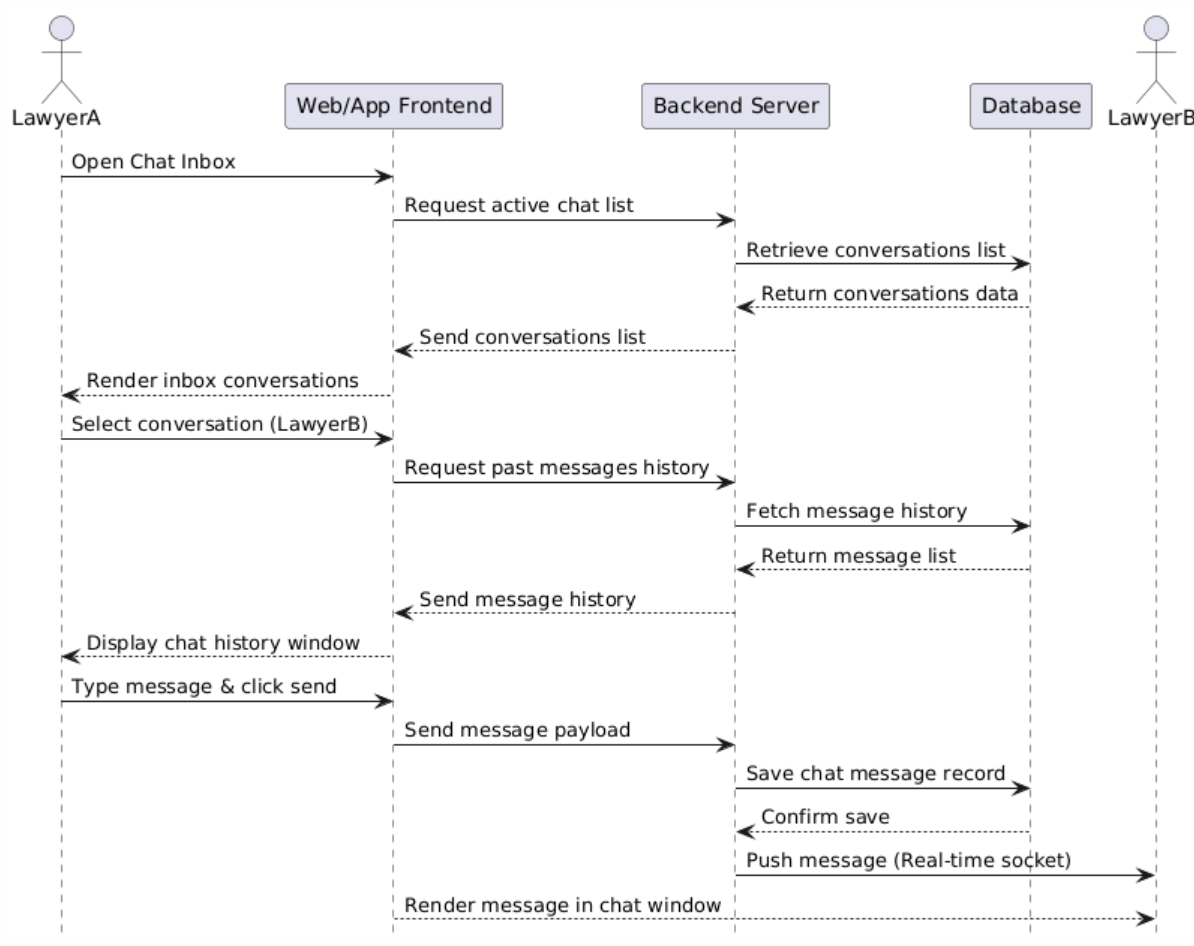 LawyerA
Web/App Frontend
Backend Server
Database
LawyerB
Open Chat Inbox
Request active chat list
Retrieve conversations list
Return conversations data
Send conversations list
Render inbox conversations
Select conversation (LawyerB)
Request past messages history
Fetch message history
Return message list
Send message history
Display chat history window
Type message & click send
Send message payload
Save chat message record
Confirm save
Push message (Real-time socket)
Render message in chat window